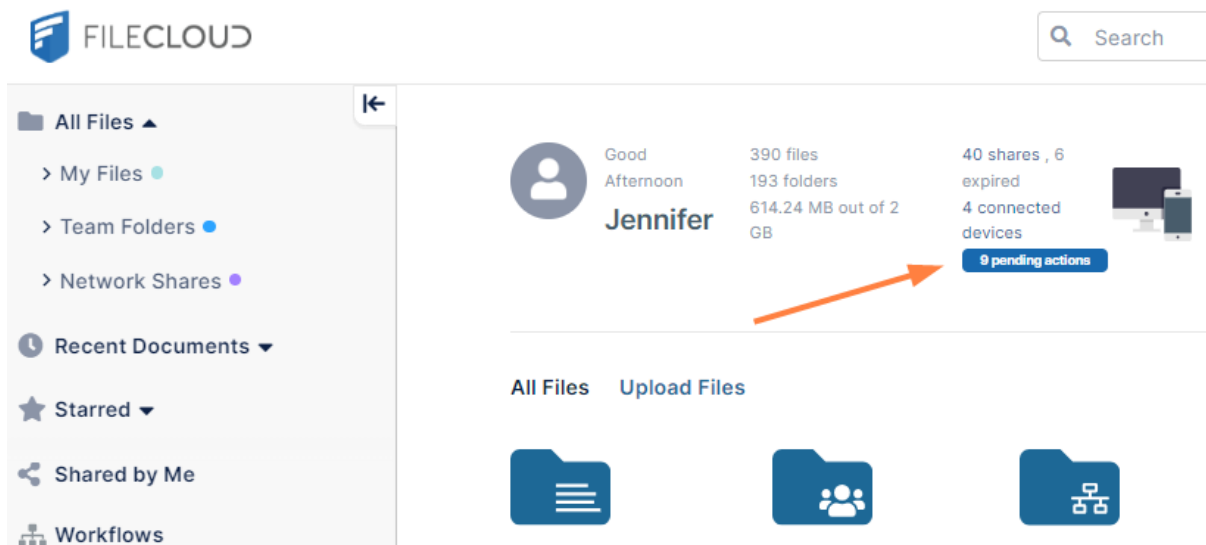 FILECLOUD
Search
All Files
My Files
Team Folders
Network Shares
Recent Documents
Starred
Shared by Me
Workflows
Good
Afternoon
Jennifer
390 files
193 folders
614.24 MB out of 2
GB
40 shares , 6
expired
4 connected
devices
9 pending actions
All Files
Upload Files